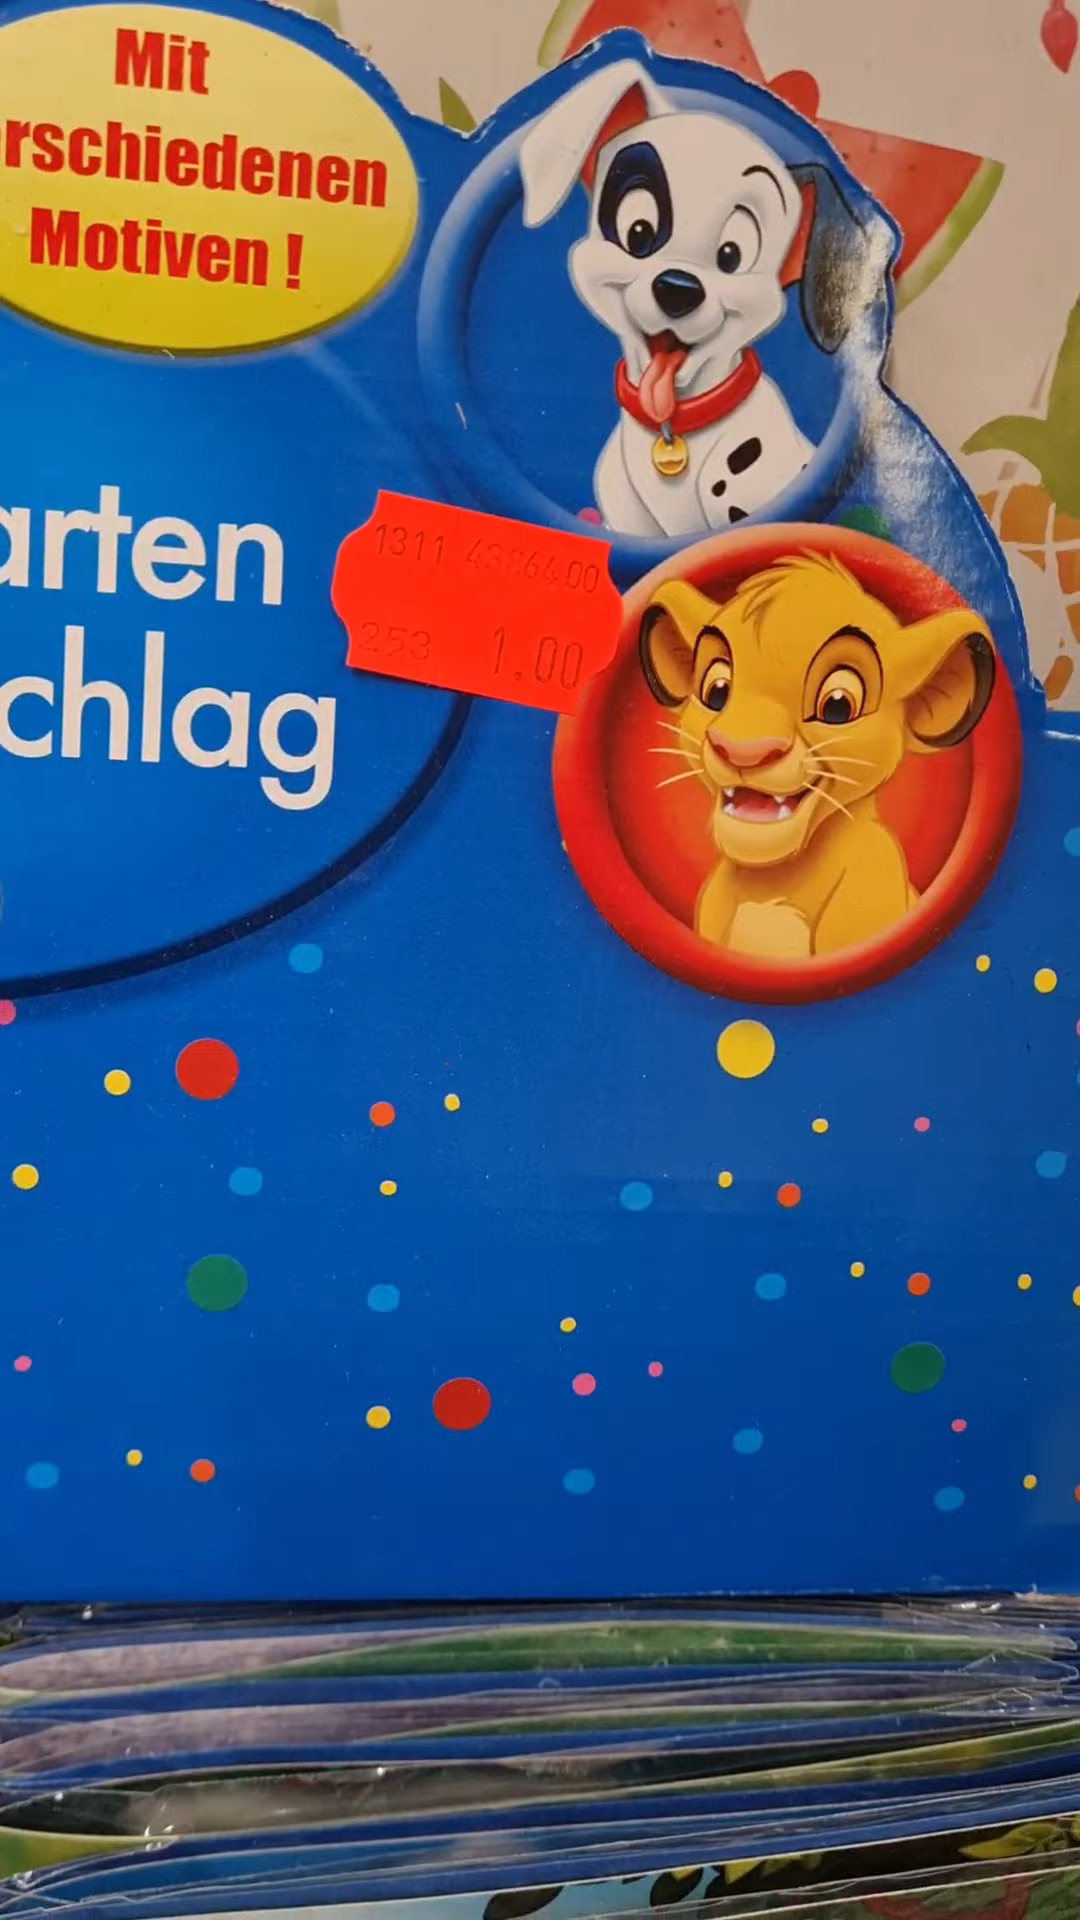 Mit
rschiedenen
Motiven !
arten
chlag
1311
253 1.00